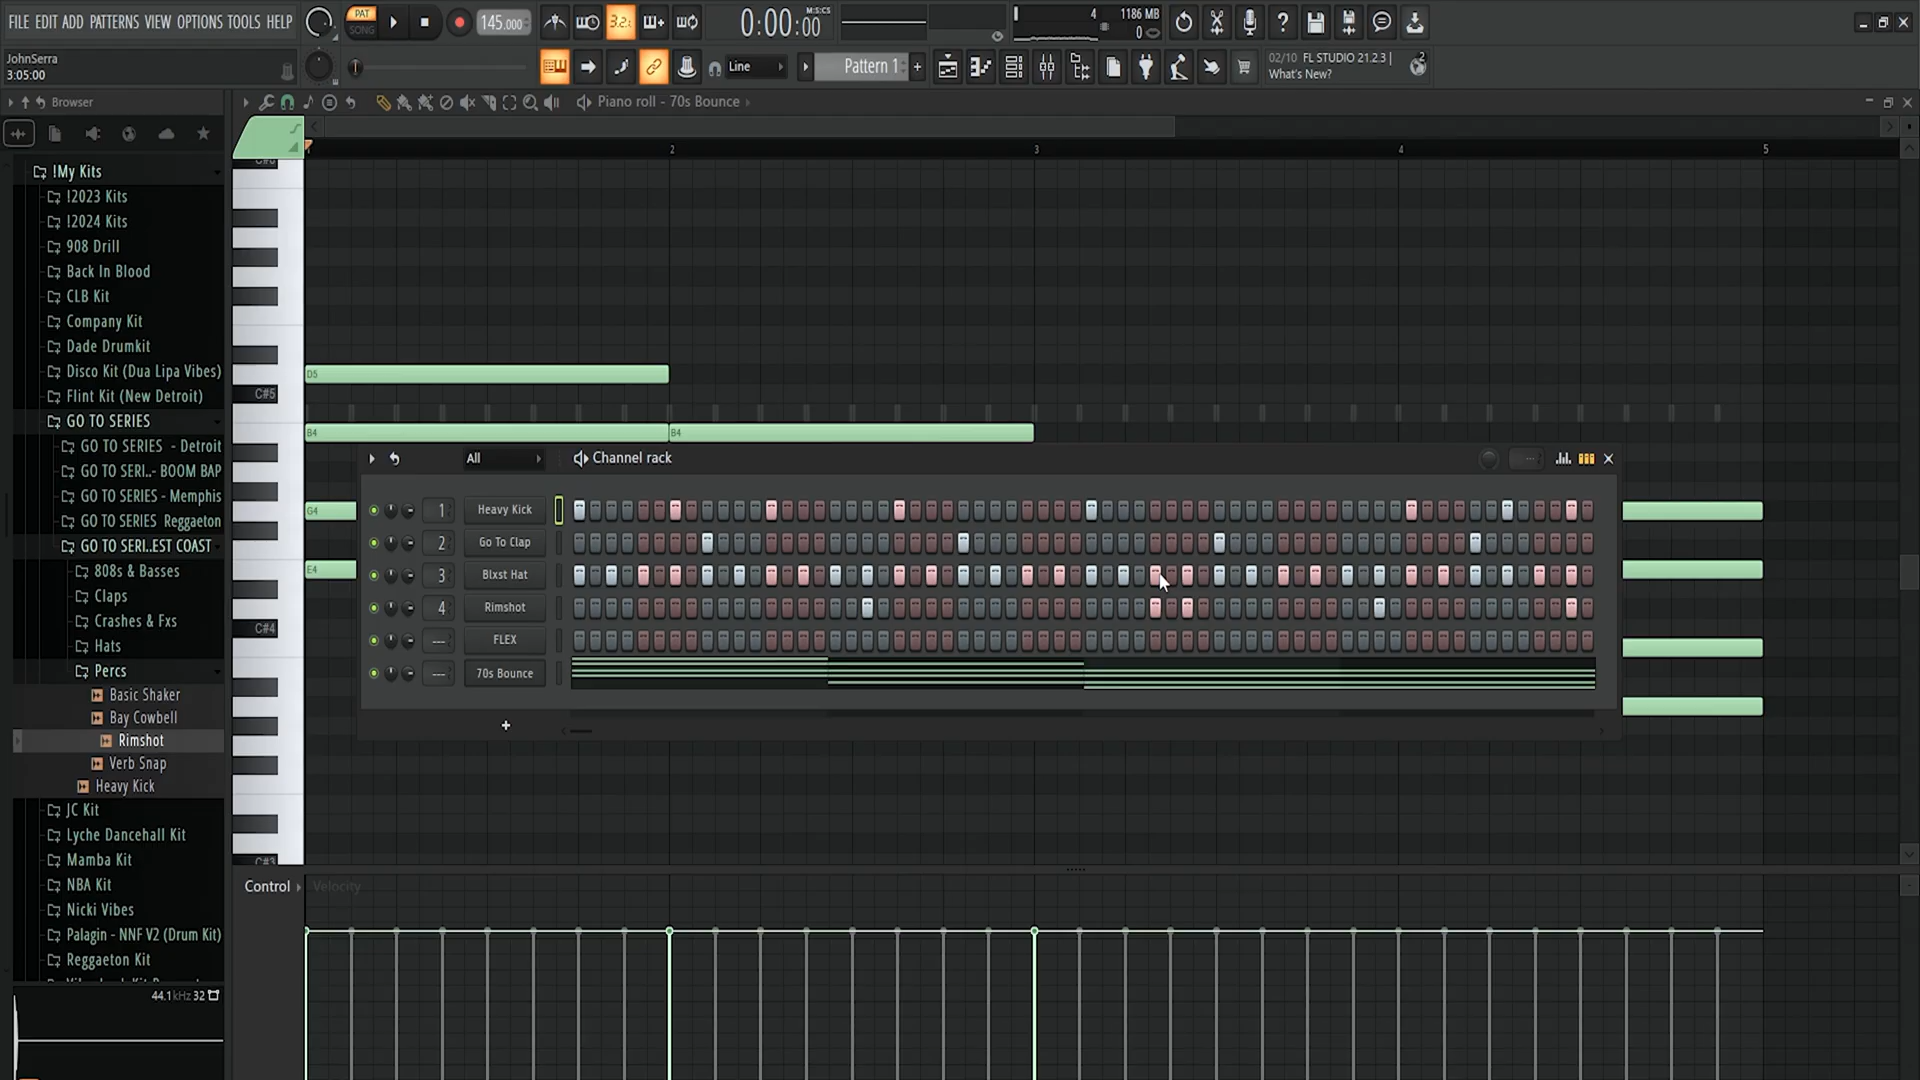 FILE EDIT ADD PATTERNS VIEW OPTIONS TOOLS HELP
PAT
SONG
145.000
3.2.
0:00:00
M:S:CS
4
1186 MB
0
JohnSerra
3:05:00
Line
Pattern 1
02/10 FL STUDIO 21.2.3 |
What's New?
Browser
Piano roll - 70s Bounce
2
3
4
5
!My Kits
!2023 Kits
!2024 Kits
908 Drill
Back In Blood
CLB Kit
Company Kit
Dade Drumkit
Disco Kit (Dua Lipa Vibes)
Flint Kit (New Detroit)
GO TO SERIES
GO TO SERIES - Detroit
GO TO SERI..- BOOM BAP
GO TO SERIES - Memphis
GO TO SERIES Reggaeton
GO TO SERI..EST COAST
808s & Basses
Claps
Crashes & Fxs
Hats
Percs
Basic Shaker
Bay Cowbell
Rimshot
Verb Snap
Heavy Kick
JC Kit
Lyche Dancehall Kit
Mamba Kit
NBA Kit
Nicki Vibes
Palagin - NNF V2 (Drum Kit)
Reggaeton Kit
44.1kHz 32
C#5
C#4
C#3
D5
B4
B4
G4
E4
All
Channel rack
1
Heavy Kick
2
Go To Clap
3
Blxst Hat
4
Rimshot
---
FLEX
---
70s Bounce
+
Control
Velocity